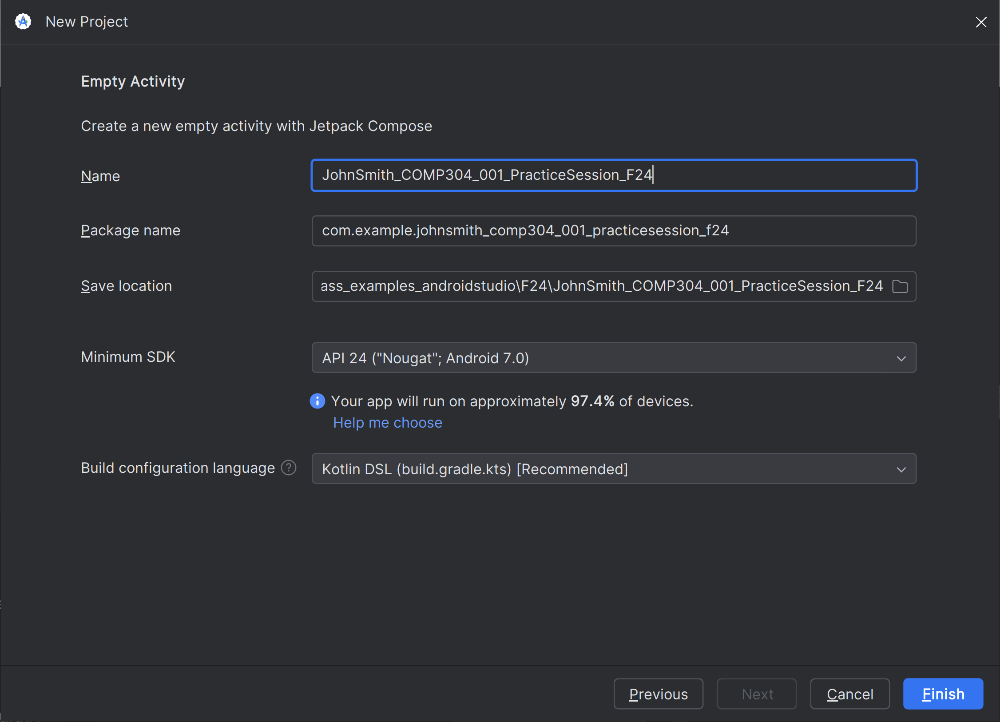 New Project
Empty Activity
Create a new empty activity with Jetpack Compose
Name
JohnSmith_COMP304_001_PracticeSession_F24
Package name
com.example.johnsmith_comp304_001_practicesession_f24
Save location
ass_examples_androidstudio\F24\JohnSmith_COMP304_001_PracticeSession_F24
Minimum SDK
API 24 ("Nougat"; Android 7.0)
Your app will run on approximately 97.4% of devices.
Help me choose
Build configuration language ?
Kotlin DSL (build.gradle.kts) [Recommended]
Previous
Next
Cancel
Finish